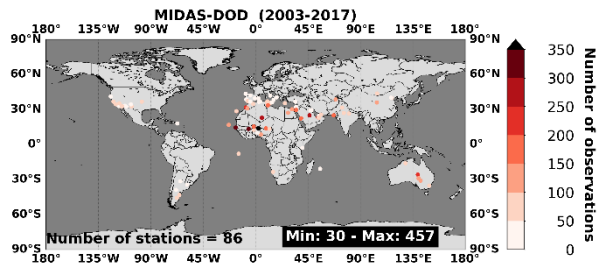 MIDAS-DOD (2003-2017)
180° 135°W 90°W 45°W 0° 45°E 90°E 135°E 180°
90°N 90°N
60°N 60°N
30°N 30°N
0° 0°
30°S 30°S
60°S 60°S
90°S 90°S
Number of stations = 86
Min: 30 - Max: 457
180° 135°W 90°W 45°W 0° 45°E 90°E 135°E 180°
350
300
250
200
150
100
50
0
Number of observations